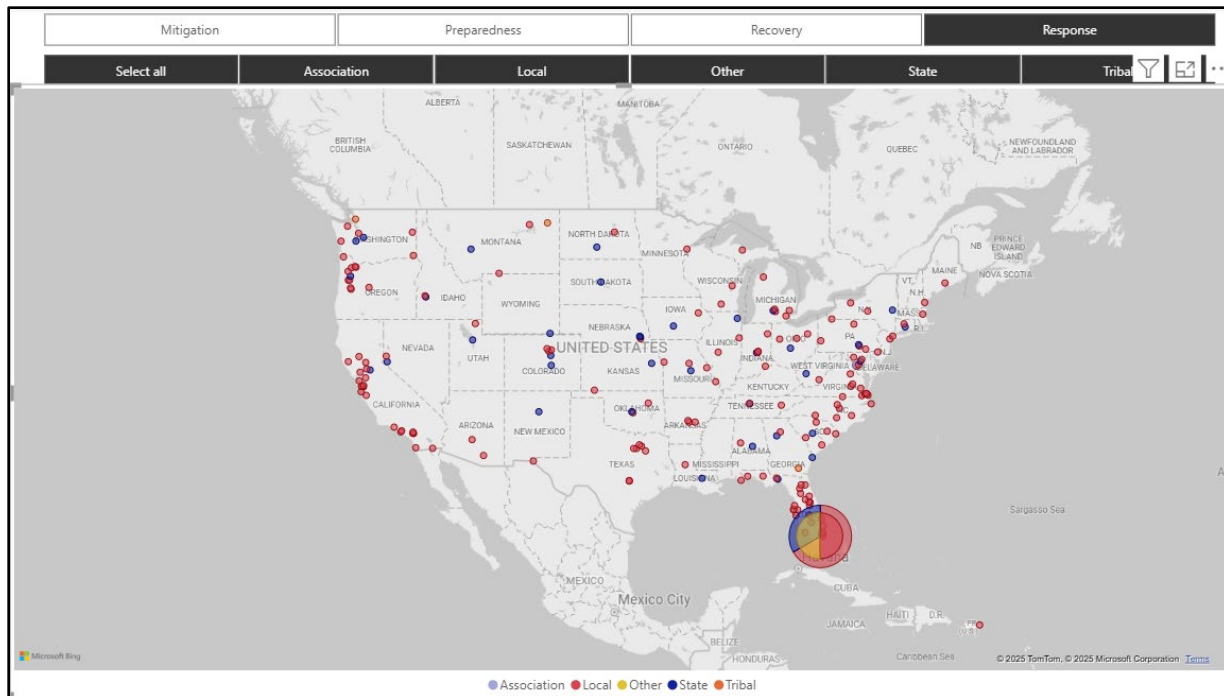 Mitigation
Preparedness
Recovery
Response
Select all
Association
Local
Other
State
Tribal
ALBERTA
MANITOBA
BRITISH
COLUMBIA
SASKATCHEWAN
ONTARIO
QUEBEC
NEWFOUNDLAND
AND LABRADOR
NB
PRINCE
EDWARD
ISLAND
NOVA SCOTIA
MAINE
VT.
N.H.
MASS
R.I.
MONTANA
NORTH DAKOTA
MINNESOTA
WISCONSIN
MICHIGAN
OREGON
IDAHO
WYOMING
SOUTH DAKOTA
IOWA
NEBRASKA
ILLINOIS
INDIANA
PA
NJ
NEVADA
UTAH
COLORADO
UNITED STATES
KANSAS
MISSOURI
WEST VIRGINIA
DELAWARE
KENTUCKY
CALIFORNIA
ARIZONA
NEW MEXICO
OKLAHOMA
TENNESSEE
TEXAS
MISSISSIPPI
ALABAMA
GEORGIA
Sargasso Sea
CUBA
HAITI
D.R.
JAMAICA
MEXICO
Mexico City
BELIZE
HONDURAS
Caribbean Sea
Microsoft Bing
© 2025 TomTom, © 2025 Microsoft Corporation Terms
Association Local Other State Tribal